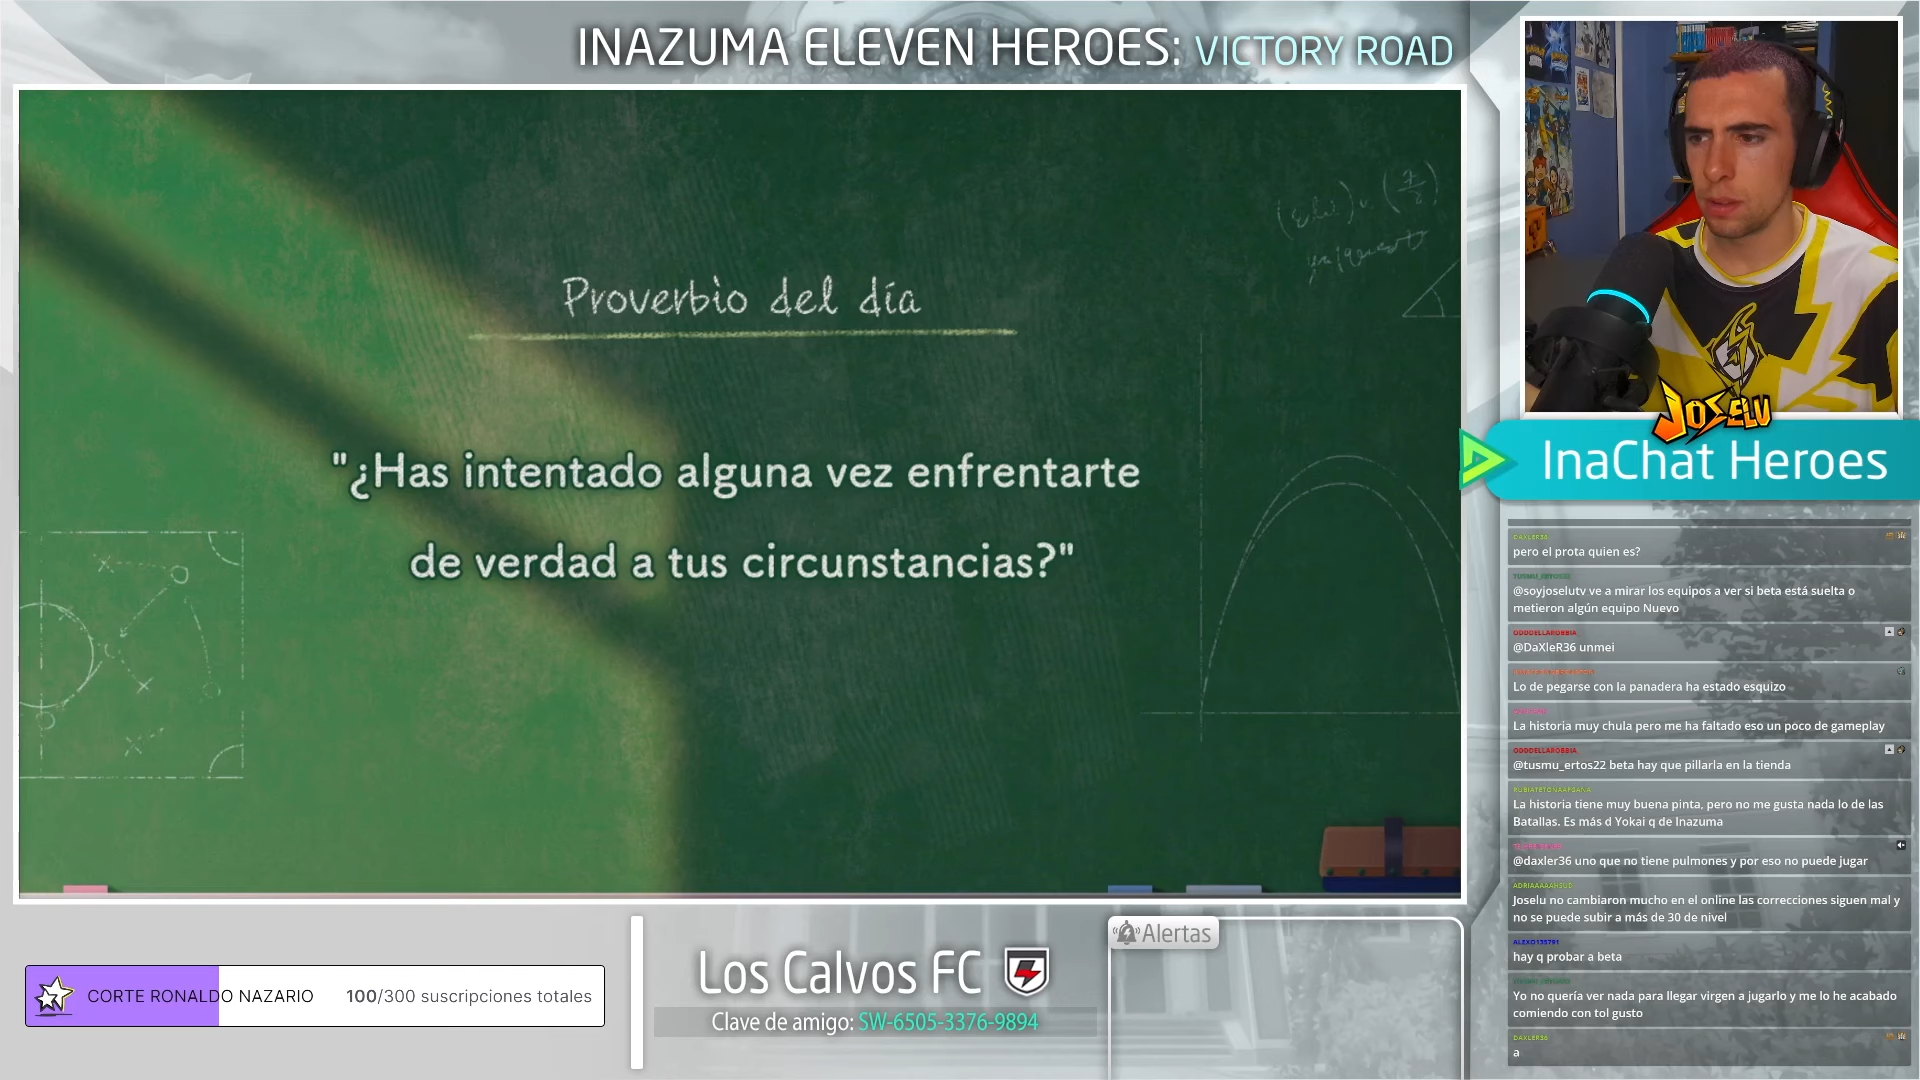 INAZUMA ELEVEN HEROES: VICTORY ROAD
Proverbio del día
"¿Has intentado alguna vez enfrentarte
de verdad a tus circunstancias?"
JOSELU
InaChat Heroes
DAXLER36
pero el prota quien es?
@soyjoselutv ve a mirar los equipos a ver si beta está suelta o
metieron algún equipo Nuevo
ODDDELLAROBBIA
@DaXleR36 unmei
Lo de pegarse con la panadera ha estado esquizo
La historia muy chula pero me ha faltado eso un poco de gameplay
ODDDELLAROBBIA
@tusmu_ertos22 beta hay que pillarla en la tienda
La historia tiene muy buena pinta, pero no me gusta nada lo de las
Batallas. Es más d Yokai q de Inazuma
@daxler36 uno que no tiene pulmones y por eso no puede jugar
Joselu no cambiaron mucho en el online las correcciones siguen mal y
no se puede subir a más de 30 de nivel
ALEXO135791
hay q probar a beta
Yo no quería ver nada para llegar virgen a jugarlo y me lo he acabado
comiendo con tol gusto
DAXLER36
a
CORTE RONALDO NAZARIO 100/300 suscripciones totales
Los Calvos FC
Clave de amigo: SW-6505-3376-9894
Alertas